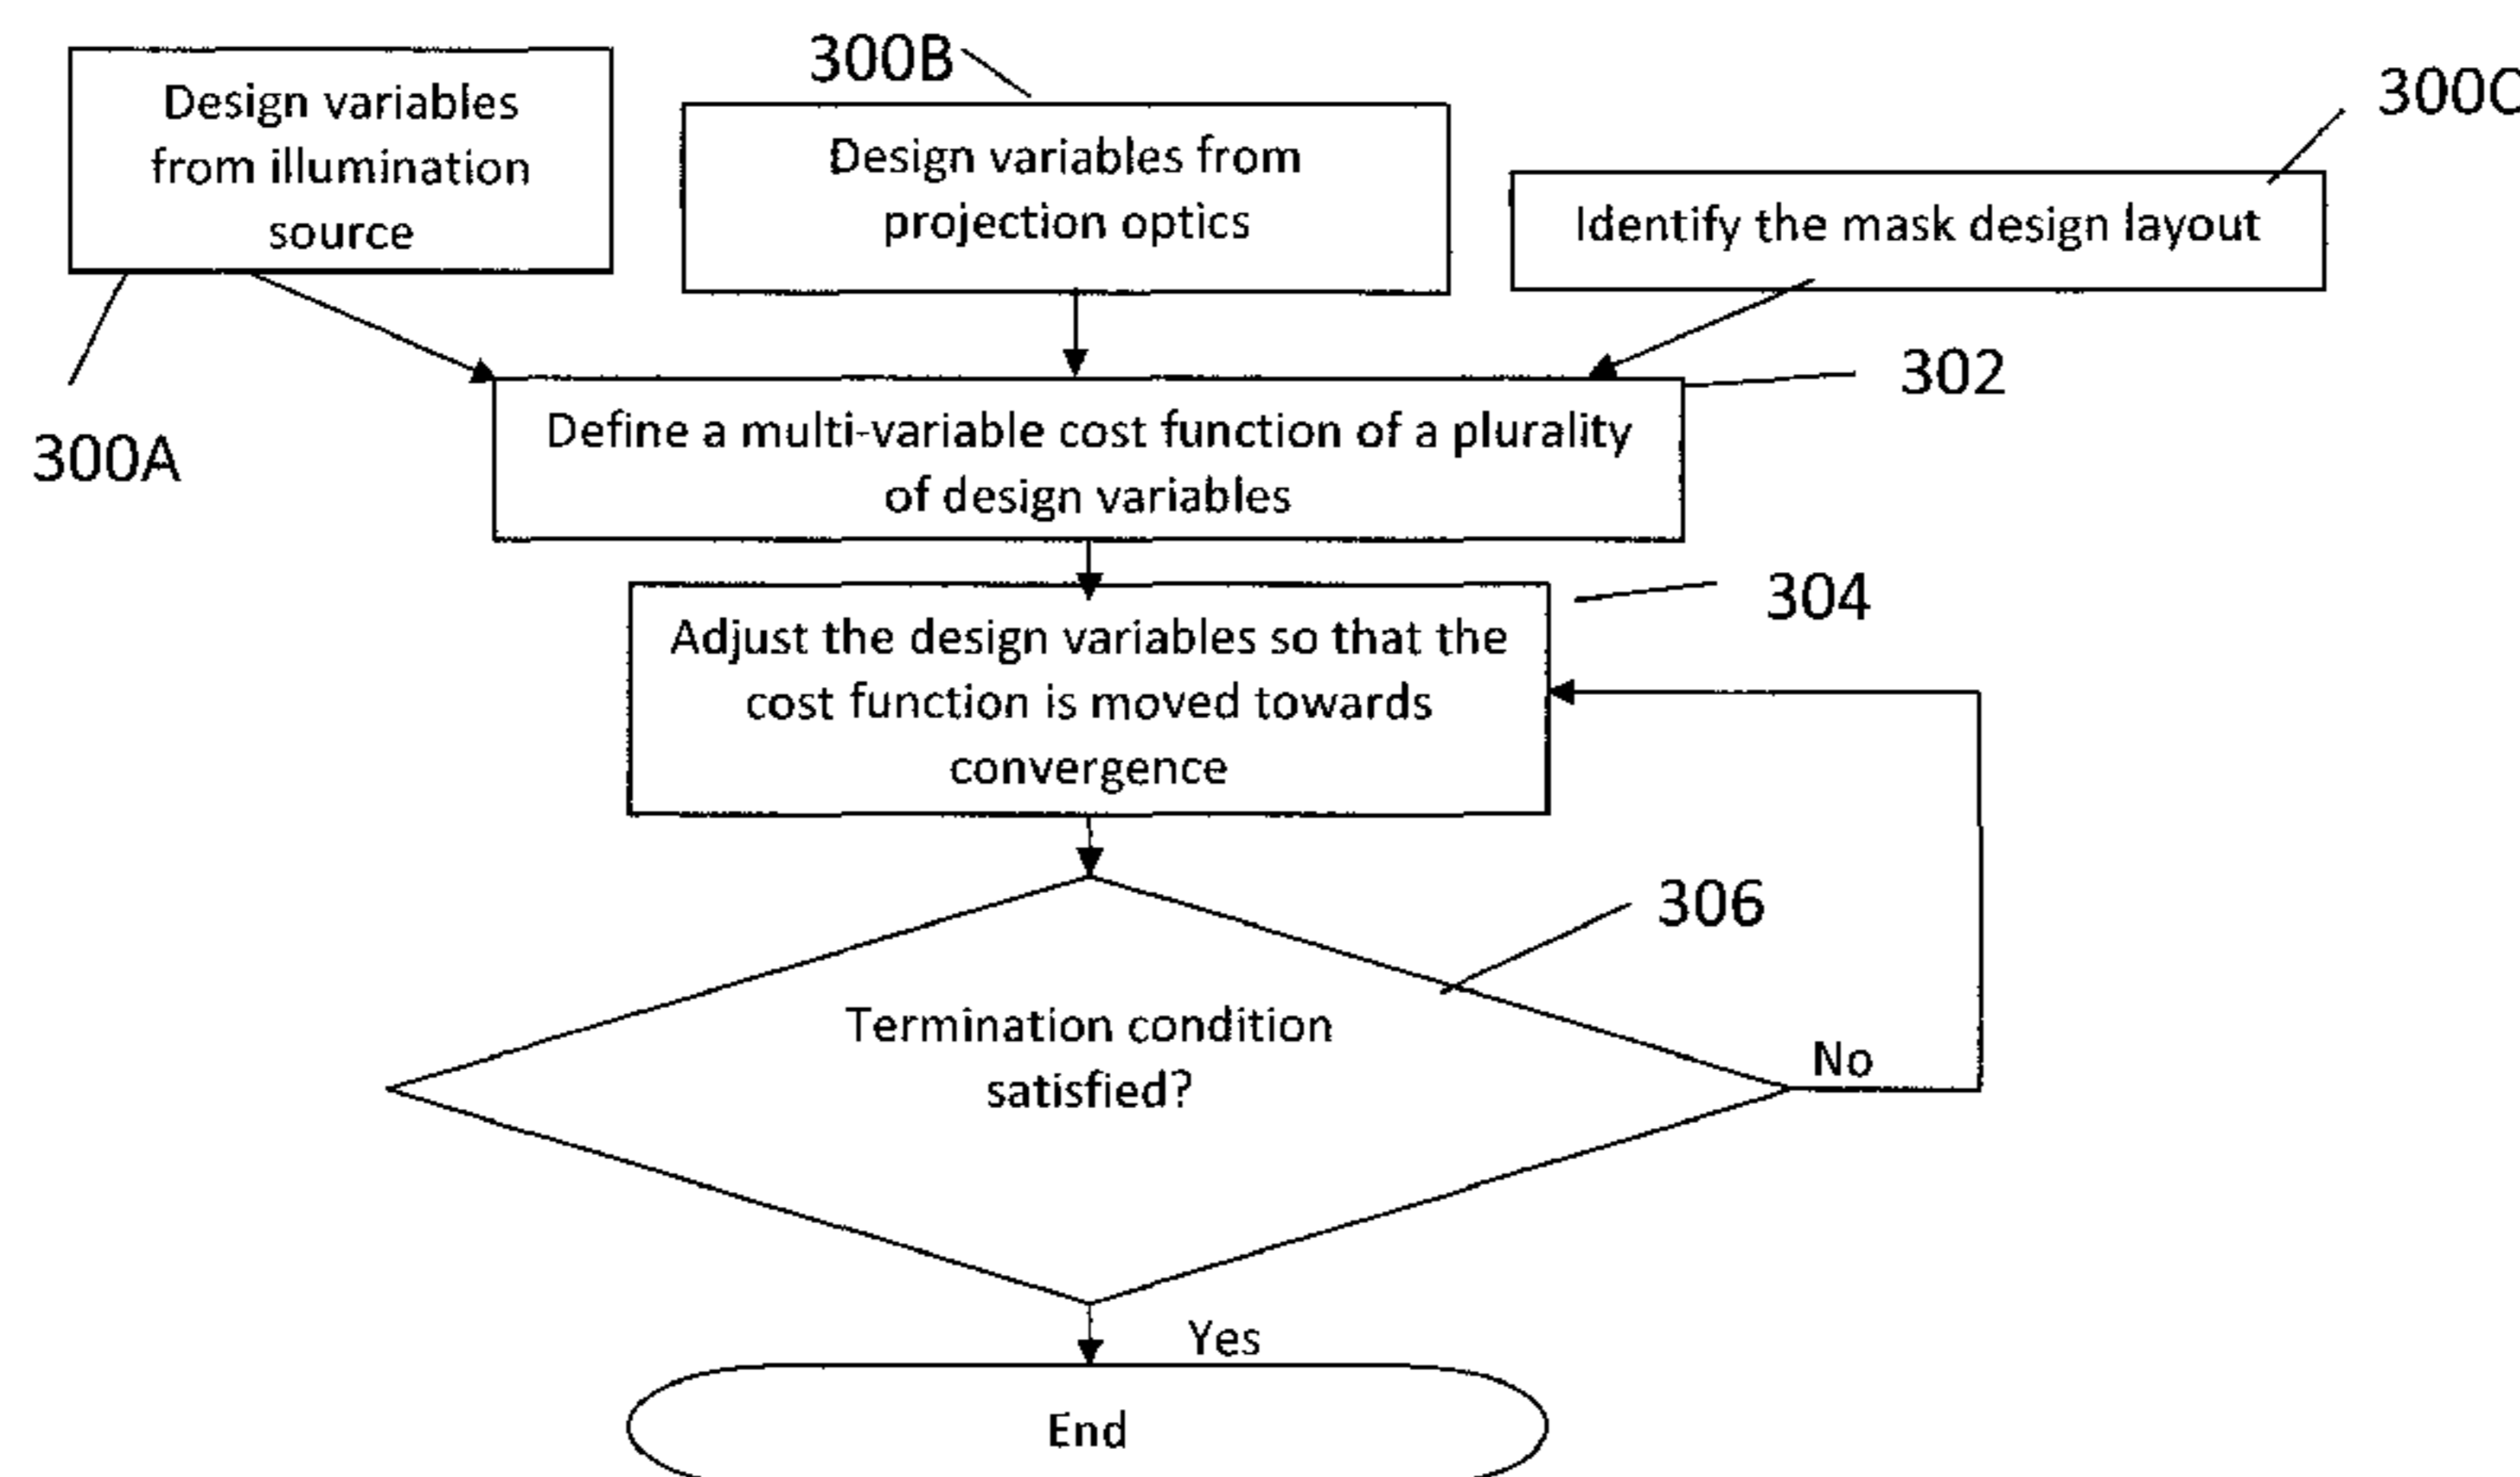 300B
300C
Design variables
from illumination
source
Design variables from
projection optics
Identify the mask design layout
300A
302
Define a multi-variable cost function of a plurality
of design variables
304
Adjust the design variables so that the
cost function is moved towards
convergence
306
Termination condition
satisfied?
No
Yes
End